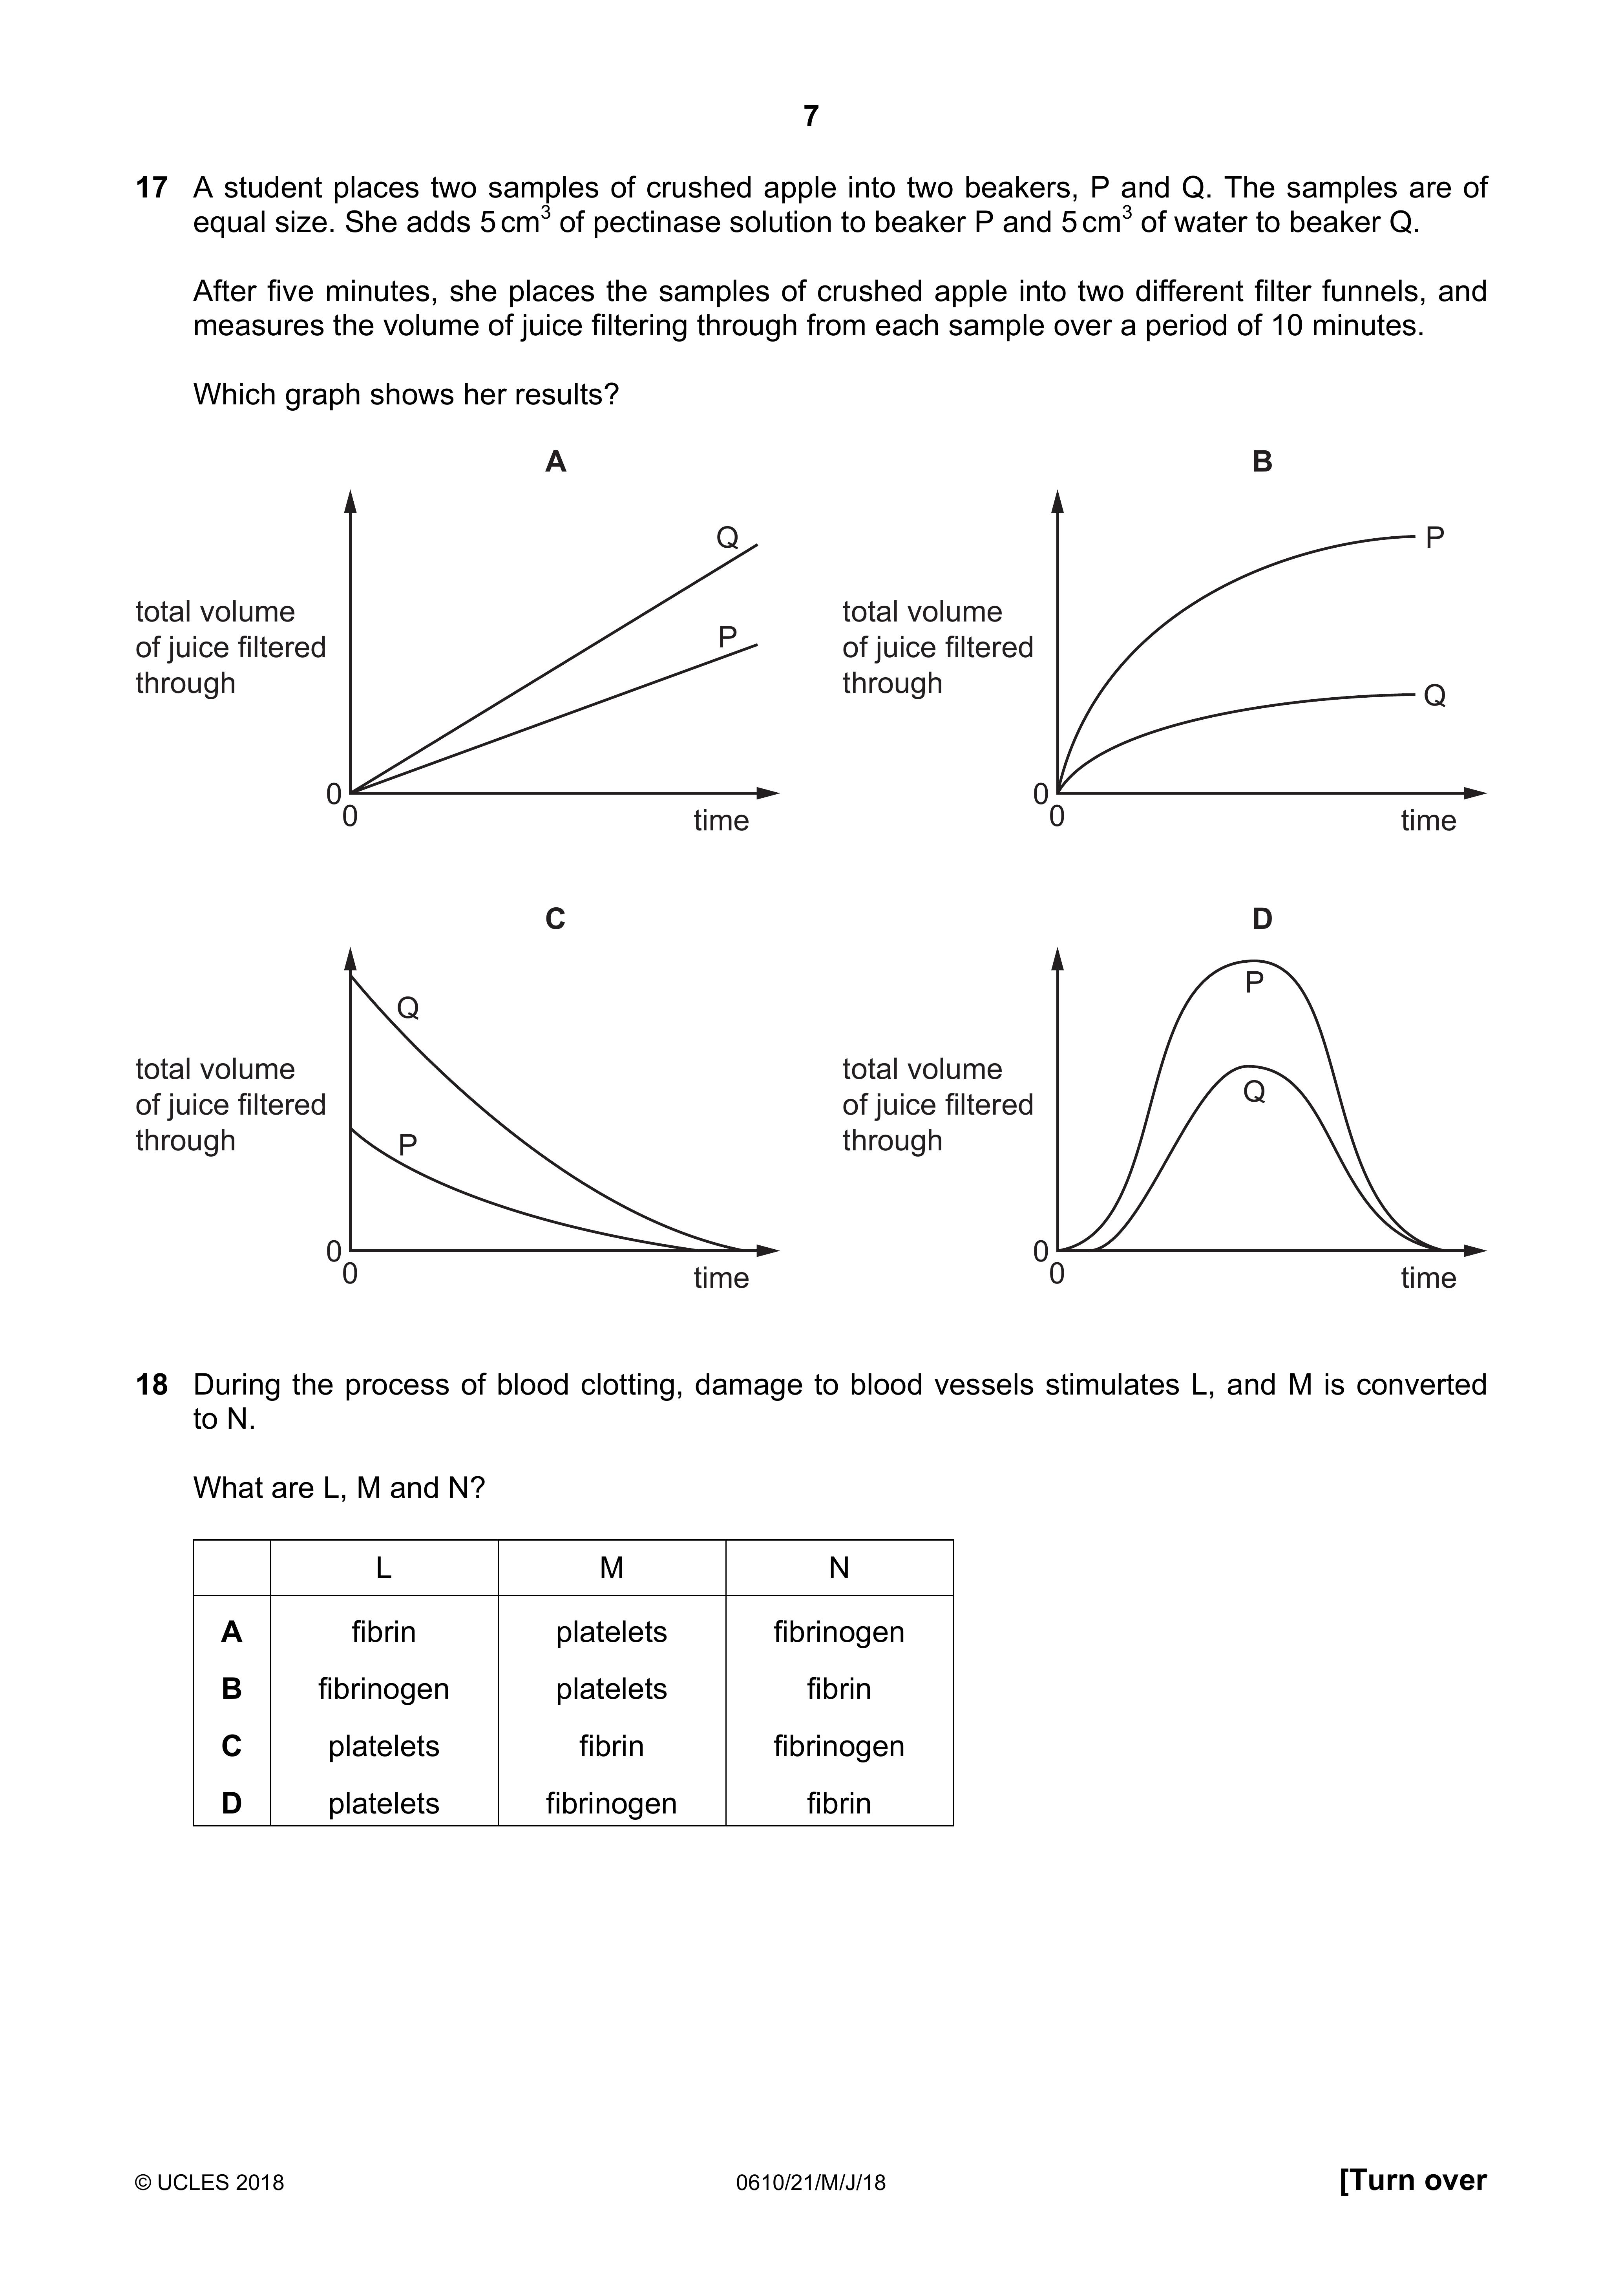 7
17 A student places two samples of crushed apple into two beakers, P and Q. The samples are of
equal size. She adds 5 cm³ of pectinase solution to beaker P and 5 cm³ of water to beaker Q.
After five minutes, she places the samples of crushed apple into two different filter funnels, and
measures the volume of juice filtering through from each sample over a period of 10 minutes.
Which graph shows her results?
A
total volume
of juice filtered
through
Q
P
0
0
time
B
total volume
of juice filtered
through
P
Q
0
0
time
C
total volume
of juice filtered
through
Q
P
0
0
time
D
total volume
of juice filtered
through
P
Q
0
0
time
18 During the process of blood clotting, damage to blood vessels stimulates L, and M is converted
to N.
What are L, M and N?
L M N
A fibrin platelets fibrinogen
B fibrinogen platelets fibrin
C platelets fibrin fibrinogen
D platelets fibrinogen fibrin
© UCLES 2018 0610/21/M/J/18 [Turn over